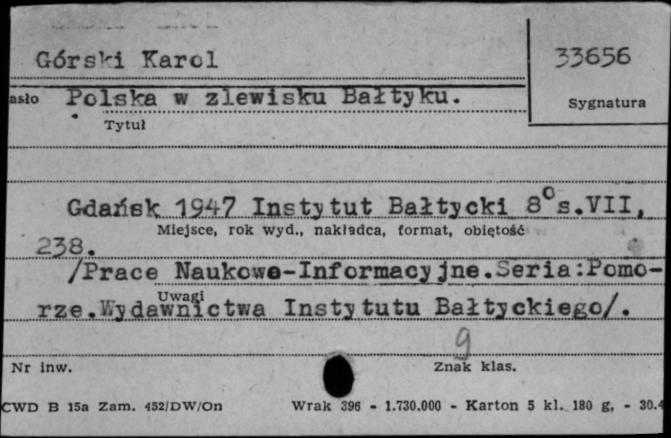 Górski Karol
33656
asło Polska w zlewisku Bałtyku.
Sygnatura
Tytuł
Gdańsk 1947 Instytut Bałtycki 8° s.VII,
Miejsce, rok wyd., nakładca, format, objętość
238.
/Prace Naukowe-Informacyjne.Seria:Pomo-
Uwagi
rze.Wydawnictwa Instytutu Bałtyckiego/.
g
Nr inw.
Znak klas.
CWD B 15a Zam. 452/DW/On Wrak 396 - 1.730.000 - Karton 5 kl. 180 g, - 30.4